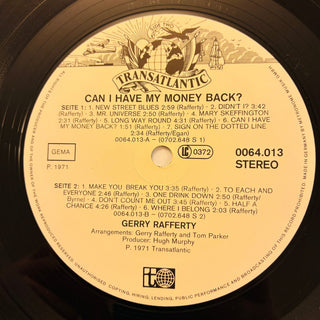 TRANSATLANTIC
CAN I HAVE MY MONEY BACK?
SEITE 1: 1. NEW STREET BLUES 2:59 (Rafferty) · 2. DIDN'T I? 3:42
(Rafferty) · 3. MR. UNIVERSE 2:50 (Rafferty) · 4. MARY SKEFFINGTON
2:31 (Rafferty) · 5. LONG WAY ROUND 4:31 (Rafferty) · 6. CAN I HAVE
MY MONEY BACK? 1:51 (Rafferty) · 7. SIGN ON THE DOTTED LINE
2:34 (Rafferty/Egan)
0064.013-A – (0702.648 S 1)
GEMA
P. 1971
LC 0372
0064.013
STEREO
SEITE 2: 1. MAKE YOU, BREAK YOU 3:35 (Rafferty) · 2. TO EACH AND
EVERYONE 2:46 (Rafferty) · 3. ONE DRIN​K DOWN 2:50 (Rafferty/
Byrne) · 4. DON'T COUNT ME OUT 3:45 (Rafferty) · 5. HALF A
CHANCE 4:26 (Rafferty) · 6. WHERE I BELONG 2:03 (Rafferty)
0064.013-B – (0702.648 S 2)
GERRY RAFFERTY
Arrangements: Gerry Rafferty and Tom Parker
Producer: Hugh Murphy
P. 1971 Transatlantic
UNAUTHORISED COPYING, HIRING, LENDING, PUBLIC PERFORMANCE AND BROADCASTING OF THIS RECORD PROHIBITED